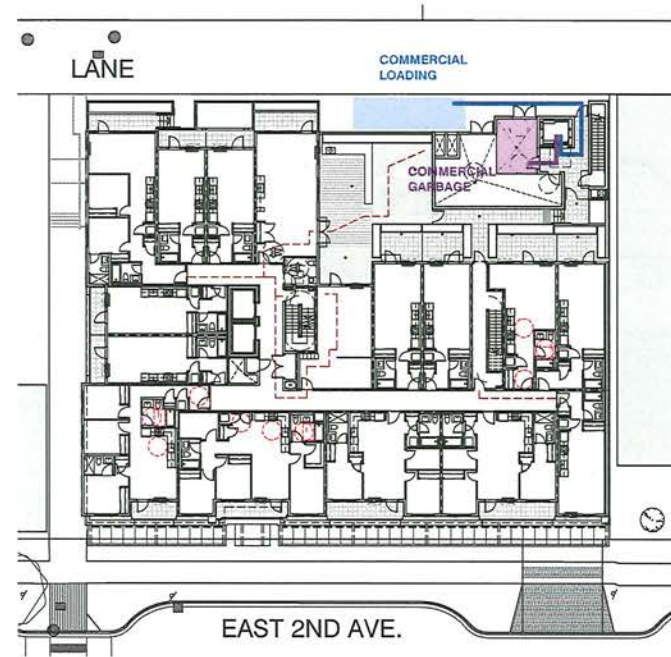 COMMERCIAL
LOADING
LANE
COMMERCIAL
GARBAGE
EAST 2ND AVE.